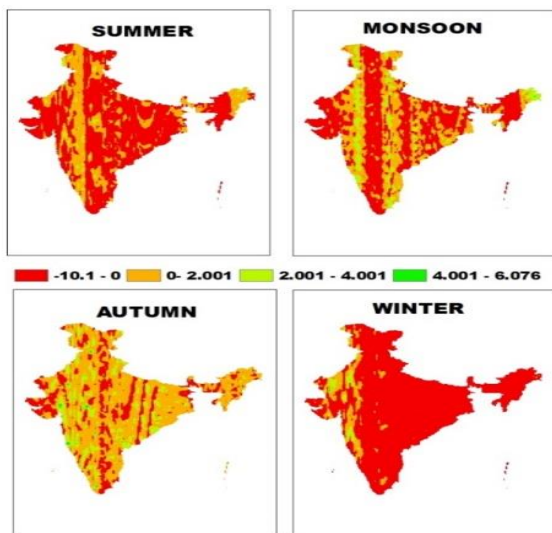 SUMMER
MONSOON
-10.1 - 0 0- 2.001 2.001 - 4.001 4.001 - 6.076
AUTUMN
WINTER